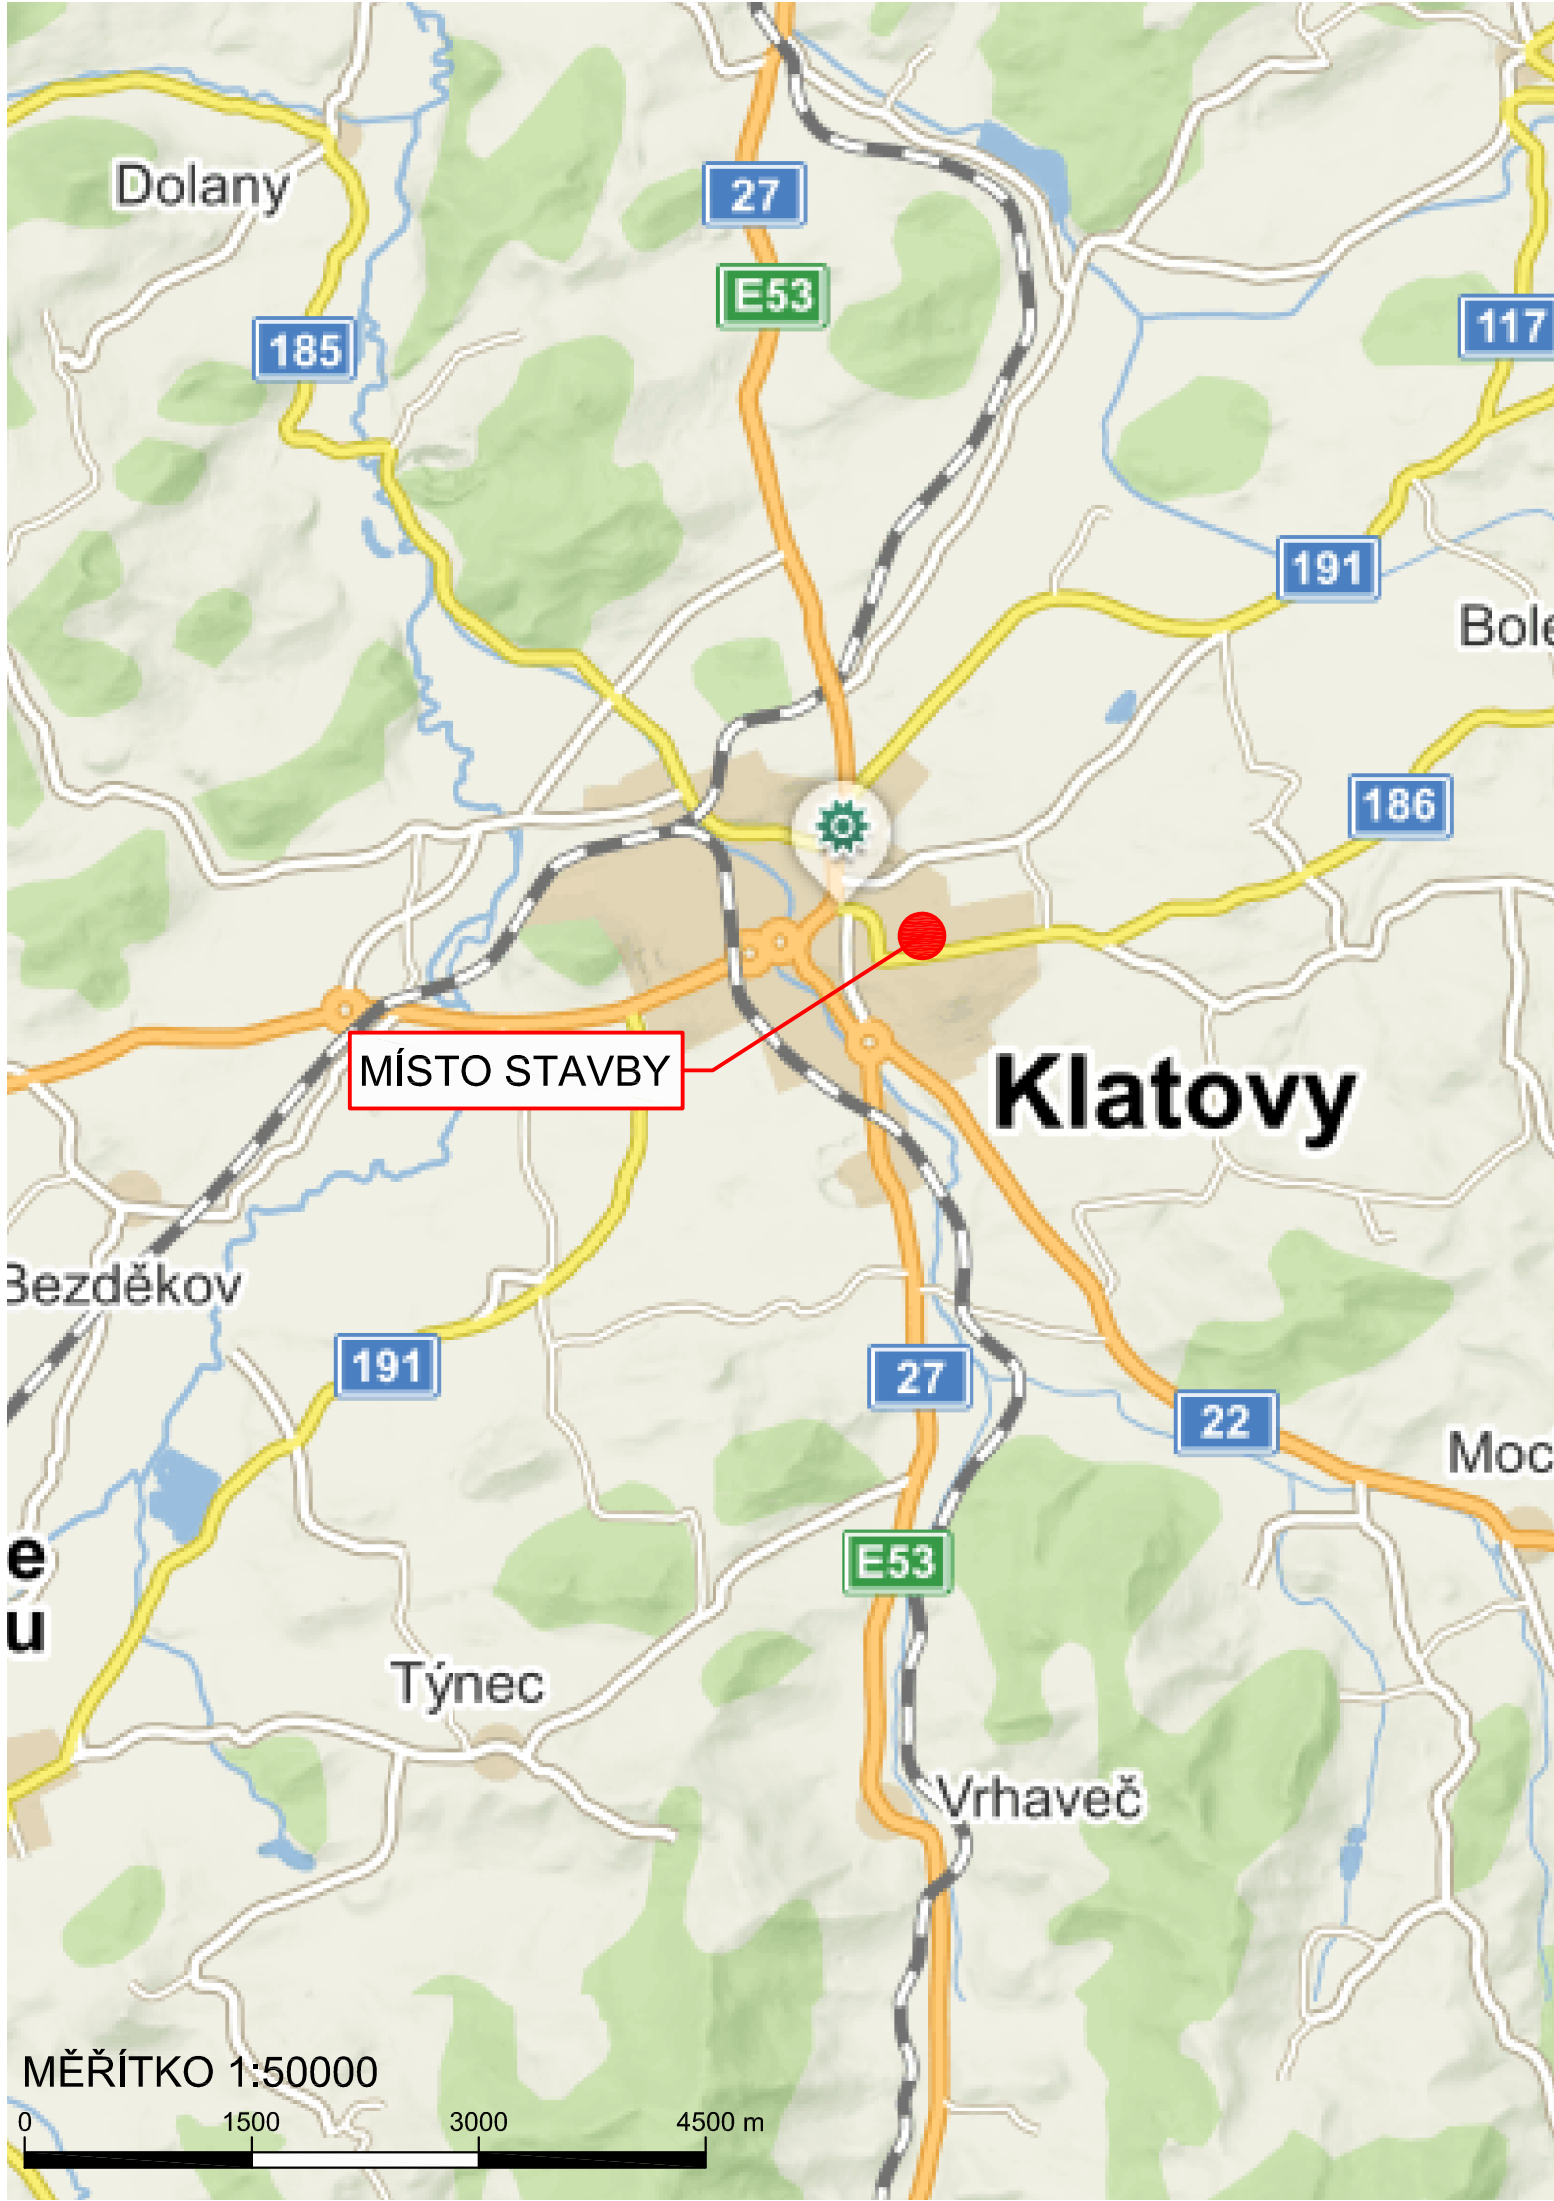 Dolany
27
E53
185
117
191
Bole
186
MÍSTO STAVBY
Klatovy
Bezděkov
191
27
22
Moc
e
E53
u
Týnec
Vrhaveč
MĚŘÍTKO 1:50000
0 1500 3000 4500 m